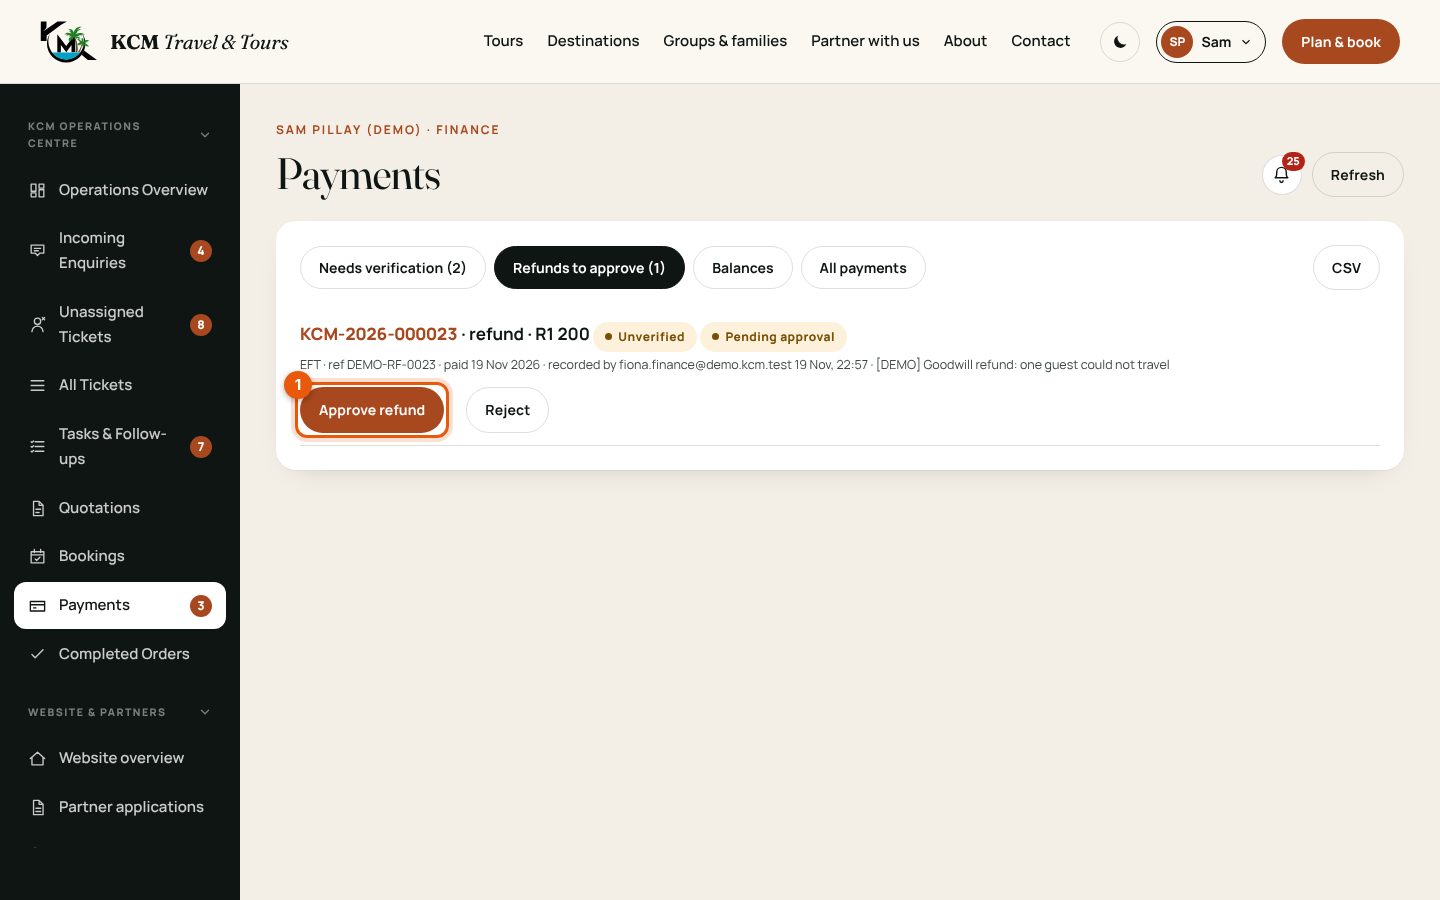 KCM Travel & Tours
Tours
Destinations
Groups & families
Partner with us
About
Contact
SP
Sam
Plan & book
KCM OPERATIONS
CENTRE
Operations Overview
Incoming
Enquiries
4
Unassigned
Tickets
8
All Tickets
Tasks & Follow-
ups
7
Quotations
Bookings
Payments
3
Completed Orders
WEBSITE & PARTNERS
Website overview
Partner applications
SAM PILLAY (DEMO) · FINANCE
Payments
25
Refresh
Needs verification (2)
Refunds to approve (1)
Balances
All payments
CSV
KCM-2026-000023 · refund · R1 200
Unverified
Pending approval
EFT · ref DEMO-RF-0023 · paid 19 Nov 2026 · recorded by fiona.finance@demo.kcm.test 19 Nov, 22:57 · [DEMO] Goodwill refund: one guest could not travel
1
Approve refund
Reject